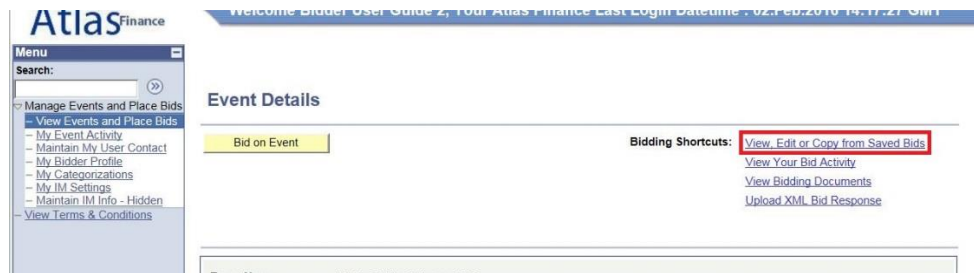 Atlas Finance
Welcome Bidder User Guide 2, Your Atlas Finance Last Login Datetime : 02.Feb.2016 14.17.27 GMT
Menu
Search:
Manage Events and Place Bids
– View Events and Place Bids
– My Event Activity
– Maintain My User Contact
– My Bidder Profile
– My Categorizations
– My IM Settings
– Maintain IM Info - Hidden
– View Terms & Conditions
Event Details
Bid on Event
Bidding Shortcuts: View, Edit or Copy from Saved Bids
View Your Bid Activity
View Bidding Documents
Upload XML Bid Response